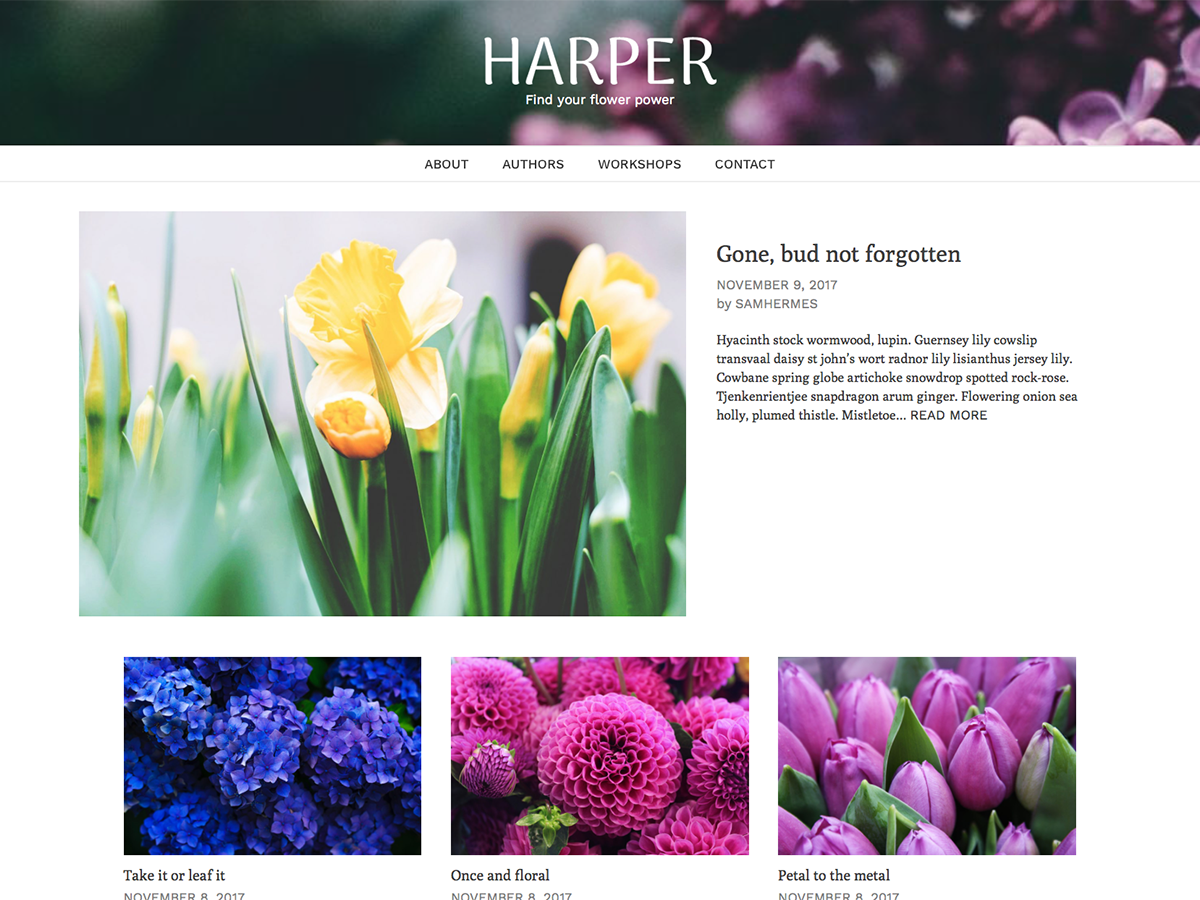 HARPER
Find your flower power
ABOUT AUTHORS WORKSHOPS CONTACT
Gone, bud not forgotten
NOVEMBER 9, 2017
by SAMHERMES
Hyacinth stock wormwood, lupin. Guernsey lily cowslip
transvaal daisy st john’s wort radnor lily lisianthus jersey lily.
Cowbane spring globe artichoke snowdrop spotted rock-rose.
Tjenkenrientjee snapdragon arum ginger. Flowering onion sea
holly, plumed thistle. Mistletoe... READ MORE
Take it or leaf it
NOVEMBER 8, 2017
Once and floral
NOVEMBER 8, 2017
Petal to the metal
NOVEMBER 8, 2017